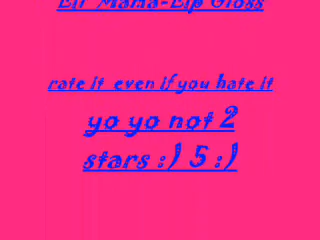 Lil' Mama-Lip Gloss
rate it even if you hate it
yo yo not 2
stars :) 5 :)